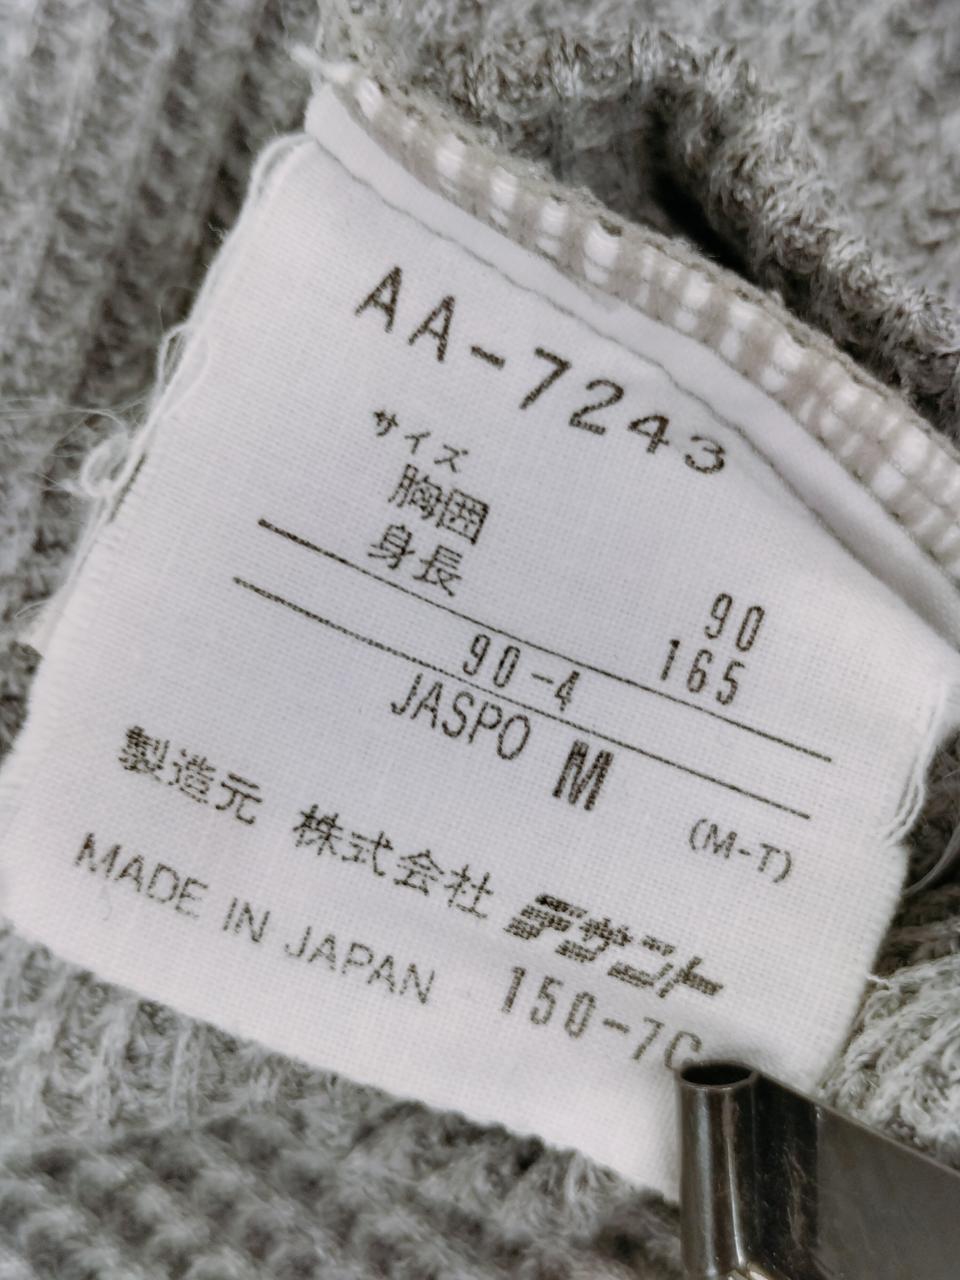 AA-7243
サイズ
胸囲 90
身長 165
90-4
JASPO M (M-T)
製造元 株式会社 デサント
MADE IN JAPAN 150-7C